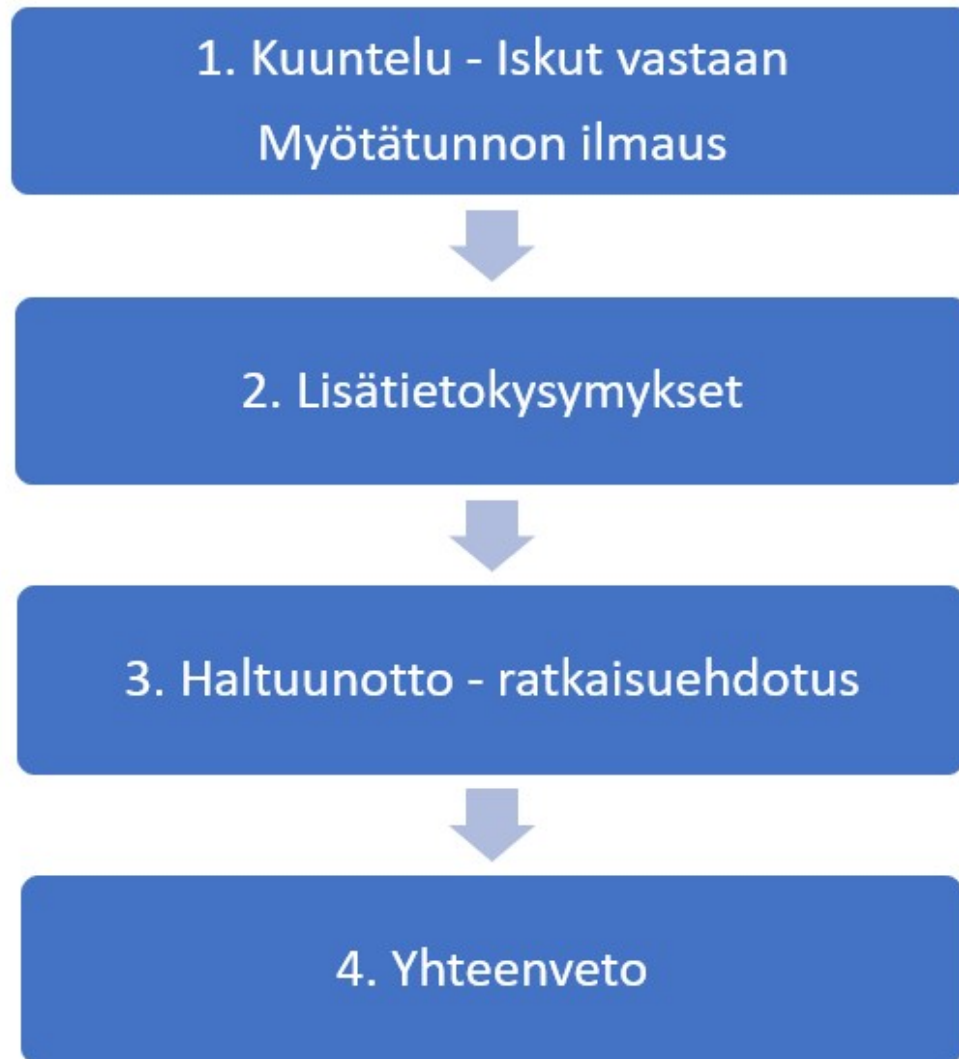 1. Kuuntelu - Iskut vastaan
Myötätunnon ilmaus
2. Lisätietokysymykset
3. Haltuunotto - ratkaisuehdotus
4. Yhteenveto